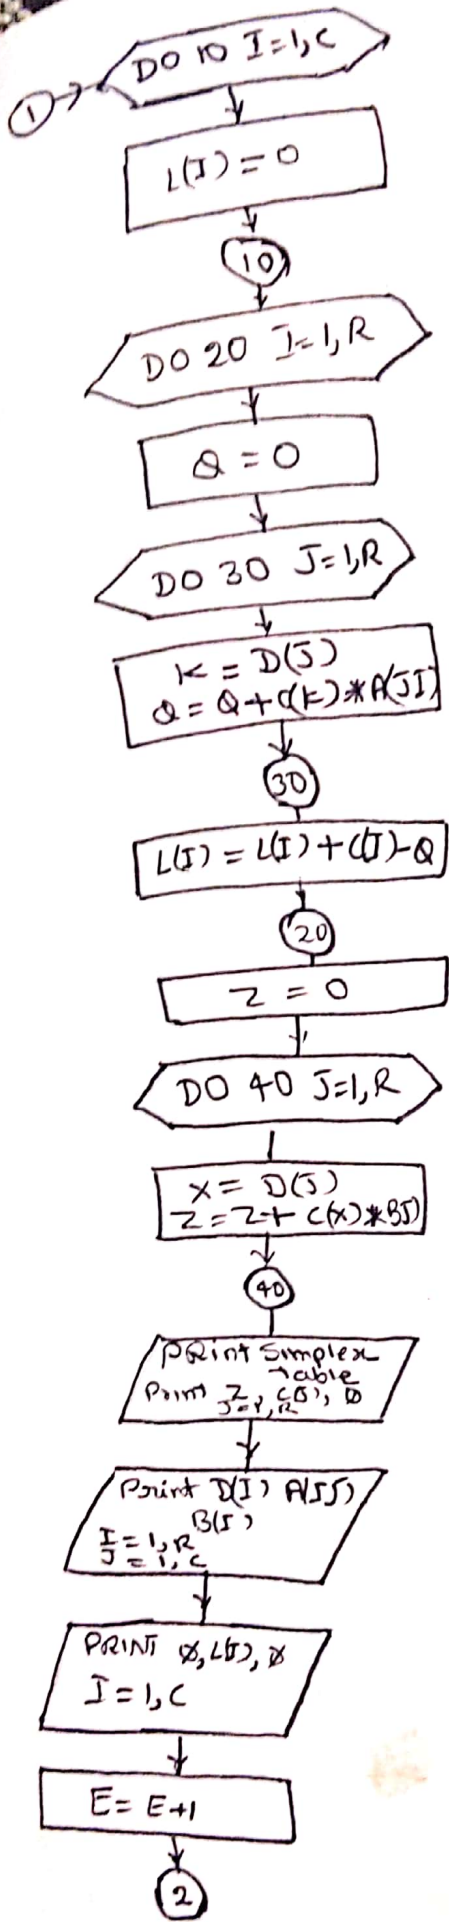 DO 10 I=1,C
1
L(I) = 0
10
DO 20 I=1,R
Q = 0
DO 30 J=1,R
K = D(J)
Q = Q+C(K)*A(JI)
30
L(I) = L(I)+C(J)-Q
20
Z = 0
DO 40 J=1,R
X = D(J)
Z=Z+ C(X)*BJ)
40
PRint Simplex
table
Print Z, C(J),
J=1,R
Print D(I) A(IJ)
B(I)
I = 1,R
J = 1,C
PRINT Ø, L(I), Ø
I = 1,C
E = E+1
2